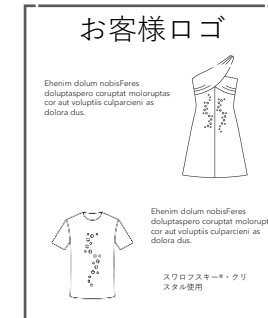 お客様ロゴ
Ehenim dolum nobisFeres
doluptaspero coruptat moloruptas
cor aut voluptiis culparcieni as
dolora dus.
Ehenim dolum nobisFeres
doluptaspero coruptat molorupt
cor aut voluptiis culparcieni as
dolora dus.
スワロフスキー®・クリ
スタル使用